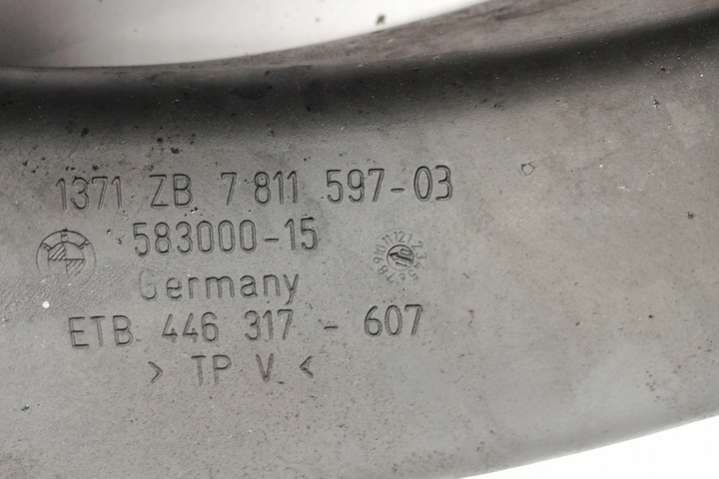 1371 ZB 7 811 597-03
583000-15
Germany
ETB 446 317 - 607
> TP V <